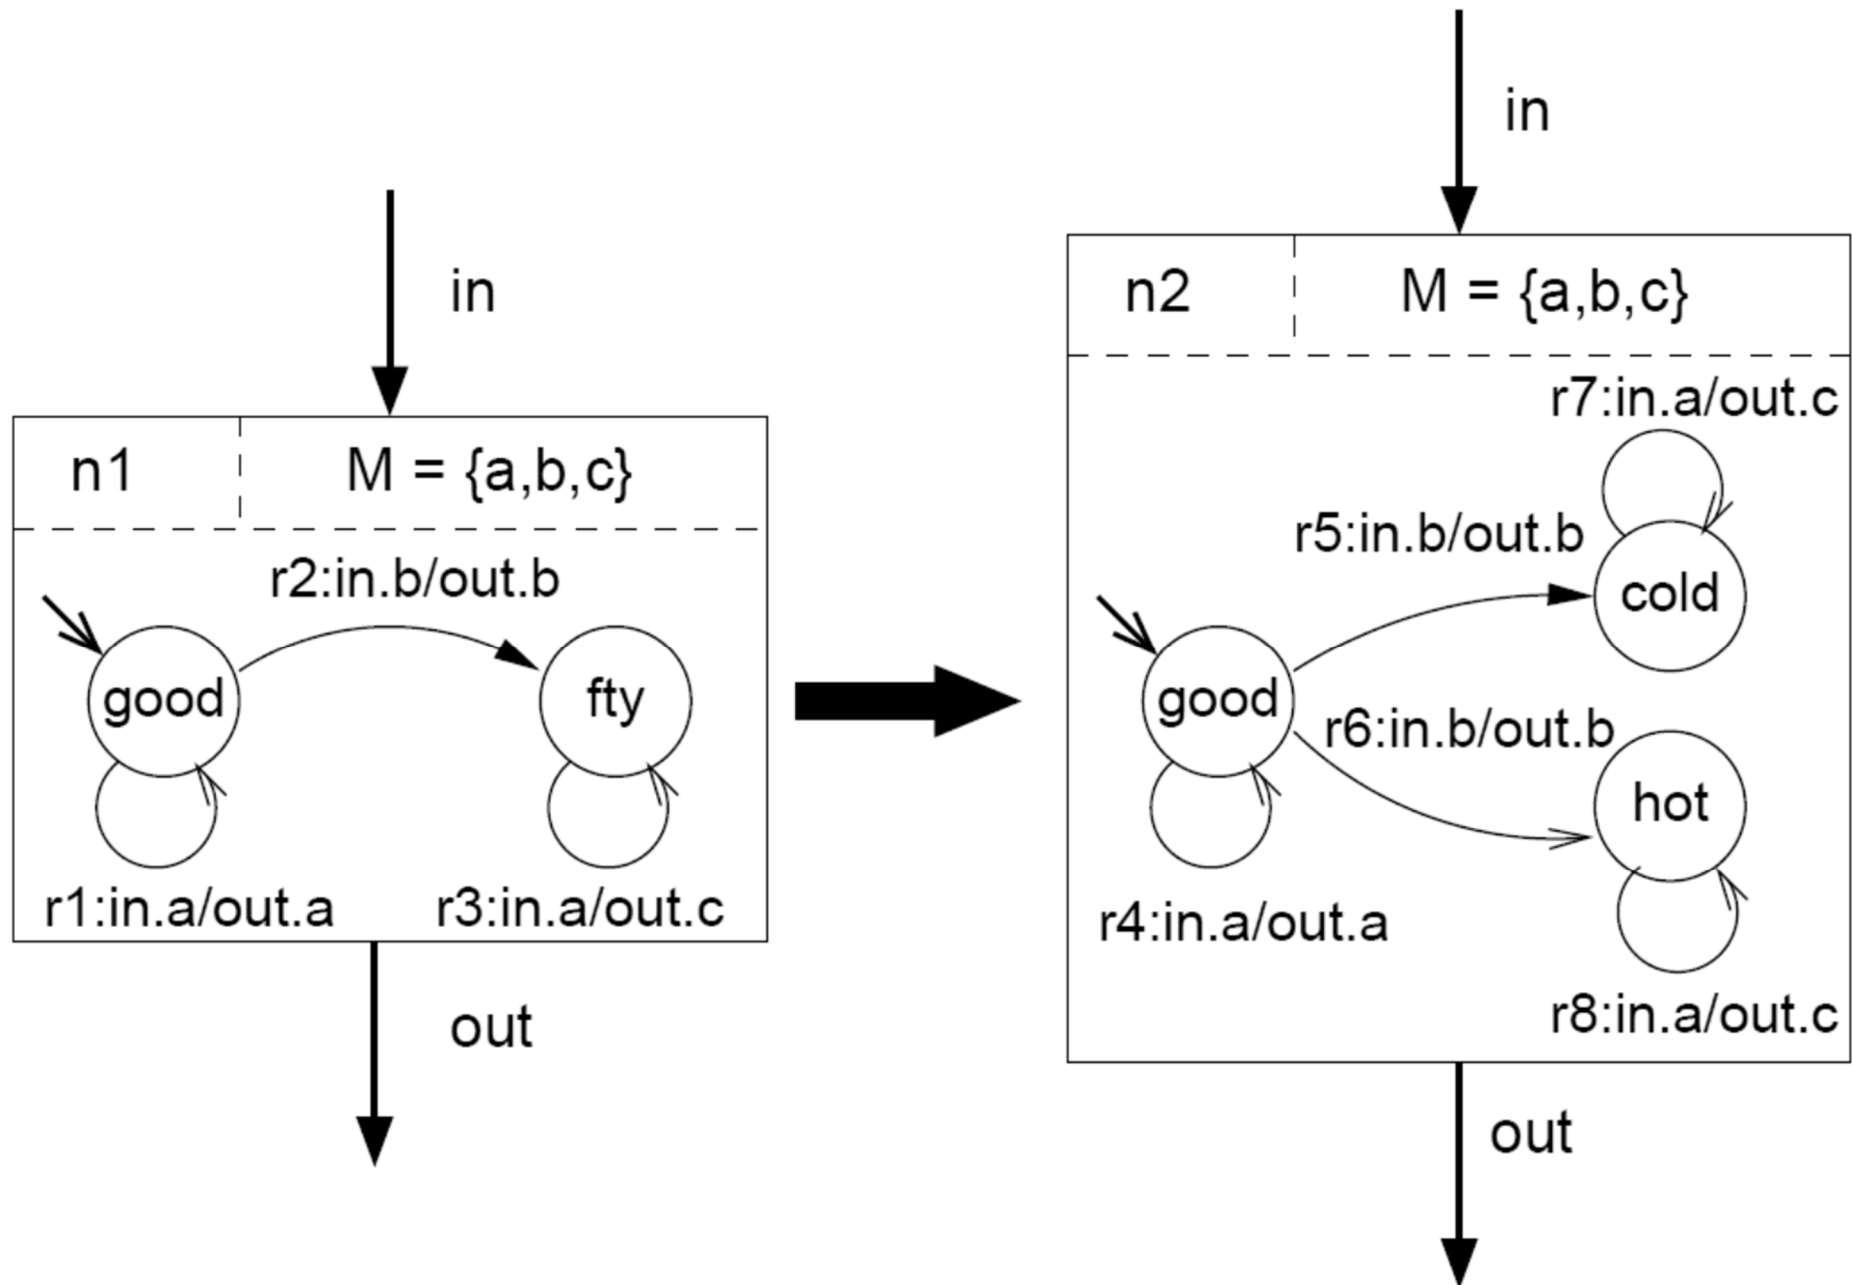 in
n1 M = {a,b,c}
r2:in.b/out.b
good
fty
r1:in.a/out.a
r3:in.a/out.c
out
in
n2 M = {a,b,c}
r7:in.a/out.c
r5:in.b/out.b
cold
good
r6:in.b/out.b
hot
r4:in.a/out.a
r8:in.a/out.c
out